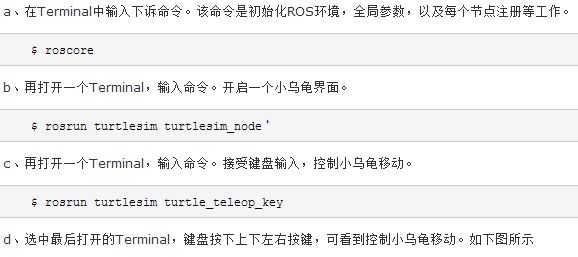 a、在Terminal中输入下诉命令。该命令是初始化ROS环境，全局参数，以及每个节点注册等工作。
$ roscore
b、再打开一个Terminal，输入命令。开启一个小乌龟界面。
$ rosrun turtlesim turtlesim_node'
c、再打开一个Terminal，输入命令。接受键盘输入，控制小乌龟移动。
$ rosrun turtlesim turtle_teleop_key
d、选中最后打开的Terminal，键盘按下上下左右按键，可看到控制小乌龟移动。如下图所示